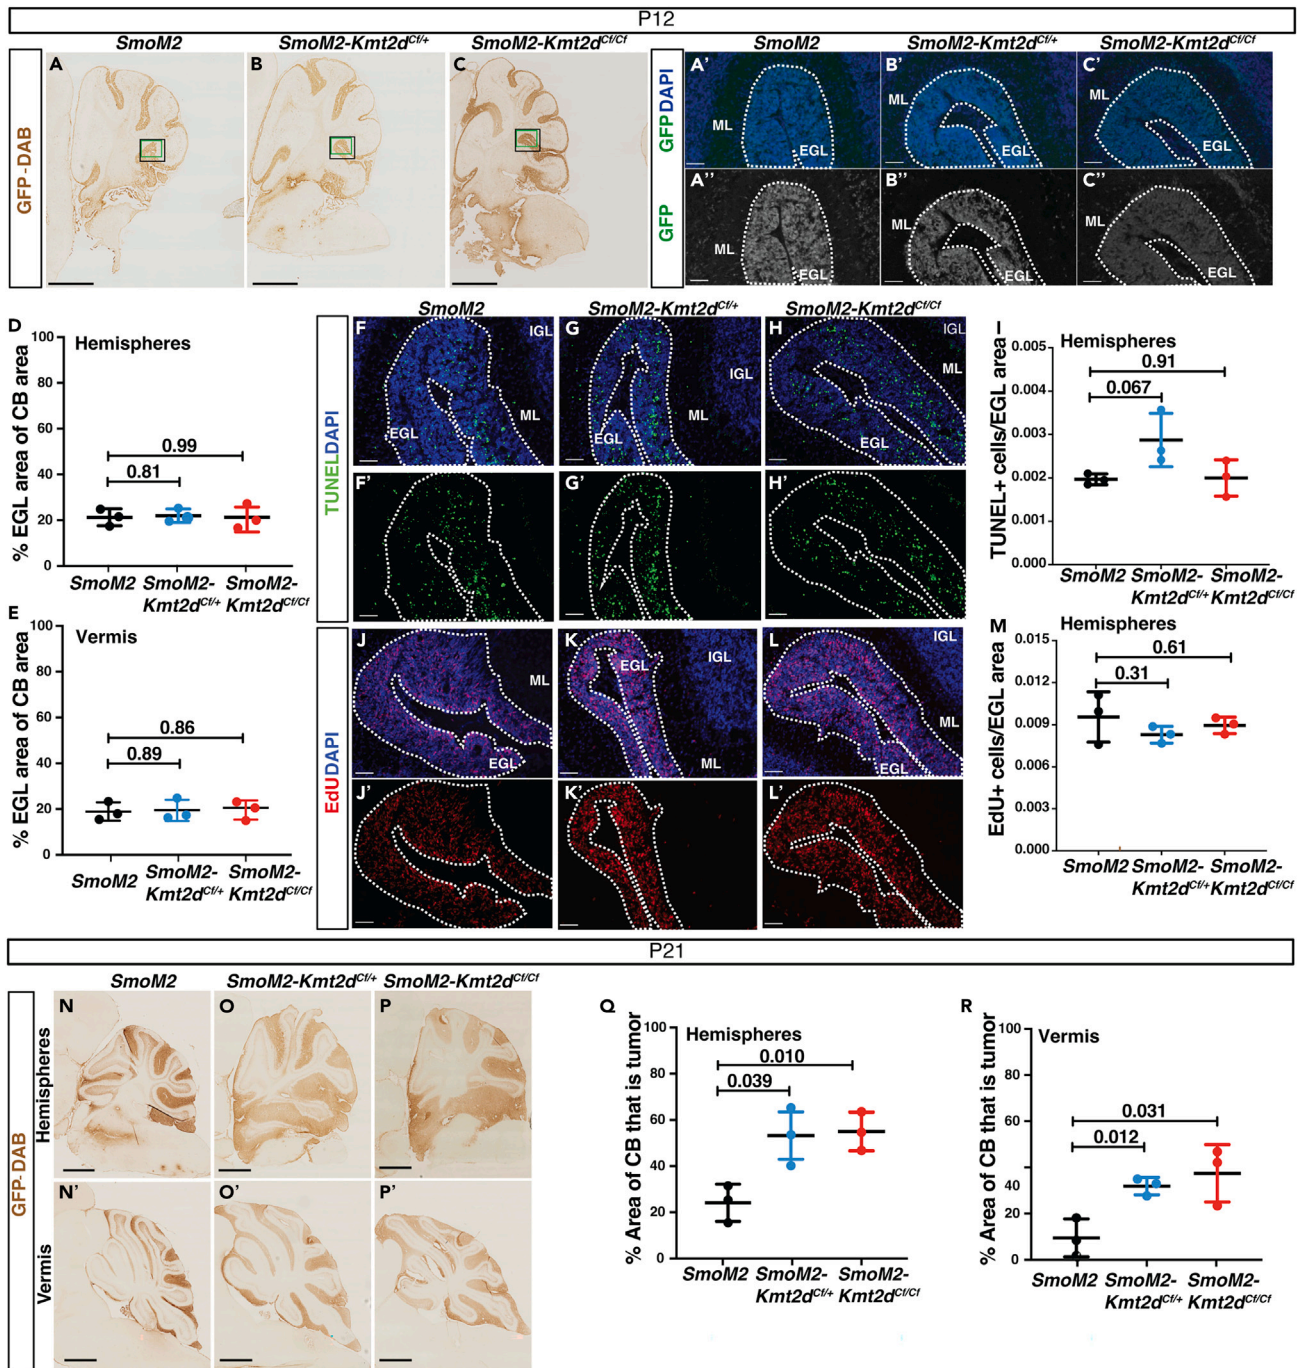 P12
SmoM2 SmoM2-Kmt2dCf/+ SmoM2-Kmt2dCf/Cf
GFP-DAB
A B C
SmoM2 SmoM2-Kmt2dCf/+ SmoM2-Kmt2dCf/Cf
GFP DAPI
A' B' C'
ML ML ML
EGL EGL EGL
GFP
A'' B'' C''
ML ML ML
EGL EGL EGL
D
Hemispheres
% EGL area of CB area
100
80
60
40
20
0
0.99
0.81
SmoM2 SmoM2- SmoM2-
Kmt2dCf/+ Kmt2dCf/Cf
E
Vermis
% EGL area of CB area
100
80
60
40
20
0
0.86
0.89
SmoM2 SmoM2- SmoM2-
Kmt2dCf/+ Kmt2dCf/Cf
SmoM2 SmoM2-Kmt2dCf/+ SmoM2-Kmt2dCf/Cf
TUNEL DAPI
F IGL G H IGL
IGL ML
ML ML
EGL EGL EGL
F' G' H'
EdU DAPI
J K L
EGL IGL IGL
ML ML
EGL ML EGL
J' K' L'
I
Hemispheres
TUNEL+ cells/EGL area
0.005
0.004
0.003
0.002
0.001
0.000
0.91
0.067
SmoM2 SmoM2- SmoM2-
Kmt2dCf/+ Kmt2dCf/Cf
M
Hemispheres
EdU+ cells/EGL area
0.015
0.012
0.009
0.006
0.003
0.000
0.61
0.31
SmoM2 SmoM2- SmoM2-
Kmt2dCf/+ Kmt2dCf/Cf
P21
SmoM2 SmoM2-Kmt2dCf/+ SmoM2-Kmt2dCf/Cf
GFP-DAB
Hemispheres
N O P
Vermis
N' O' P'
Q
Hemispheres
% Area of CB that is tumor
100
80
60
40
20
0
0.010
0.039
SmoM2 SmoM2- SmoM2-
Kmt2dCf/+ Kmt2dCf/Cf
R
Vermis
% Area of CB that is tumor
100
80
60
40
20
0
0.031
0.012
SmoM2 SmoM2- SmoM2-
Kmt2dCf/+ Kmt2dCf/Cf